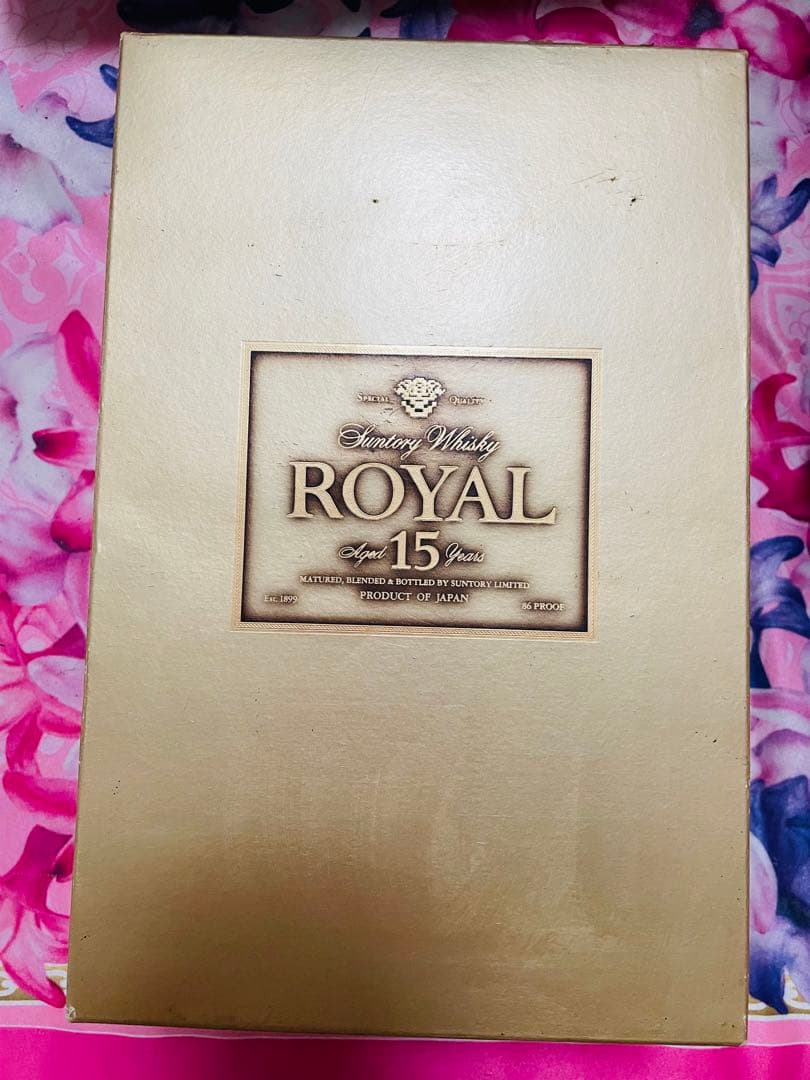 SPECIAL QUALITY
Suntory Whisky
ROYAL
Aged 15 Years
MATURED, BLENDED & BOTTLED BY SUNTORY LIMITED
PRODUCT OF JAPAN
Est. 1899 86 PROOF